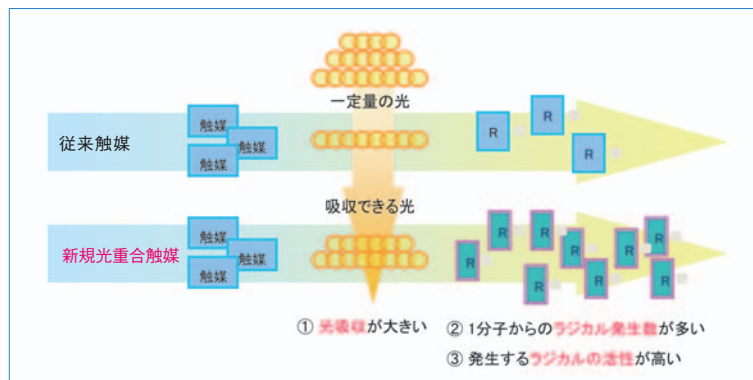 一定量の光
従来触媒
触媒
触媒
触媒
R
R
R
吸収できる光
新規光重合触媒
触媒
触媒
触媒
R
R
R
R
R
R
R
R
R
① 光吸収が大きい
② 1分子からのラジカル発生数が多い
③ 発生するラジカルの活性が高い